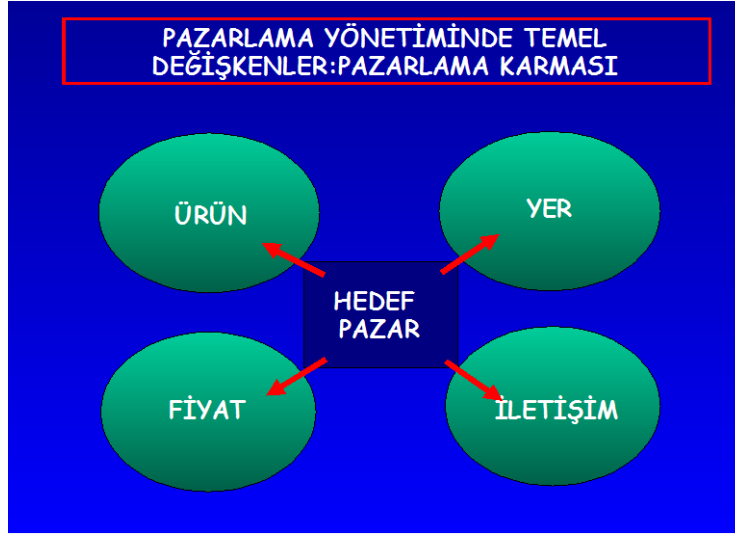 PAZARLAMA YÖNETİMİNDE TEMEL
DEĞİŞKENLER:PAZARLAMA KARMASI
ÜRÜN
YER
HEDEF
PAZAR
FİYAT
İLETİŞİM